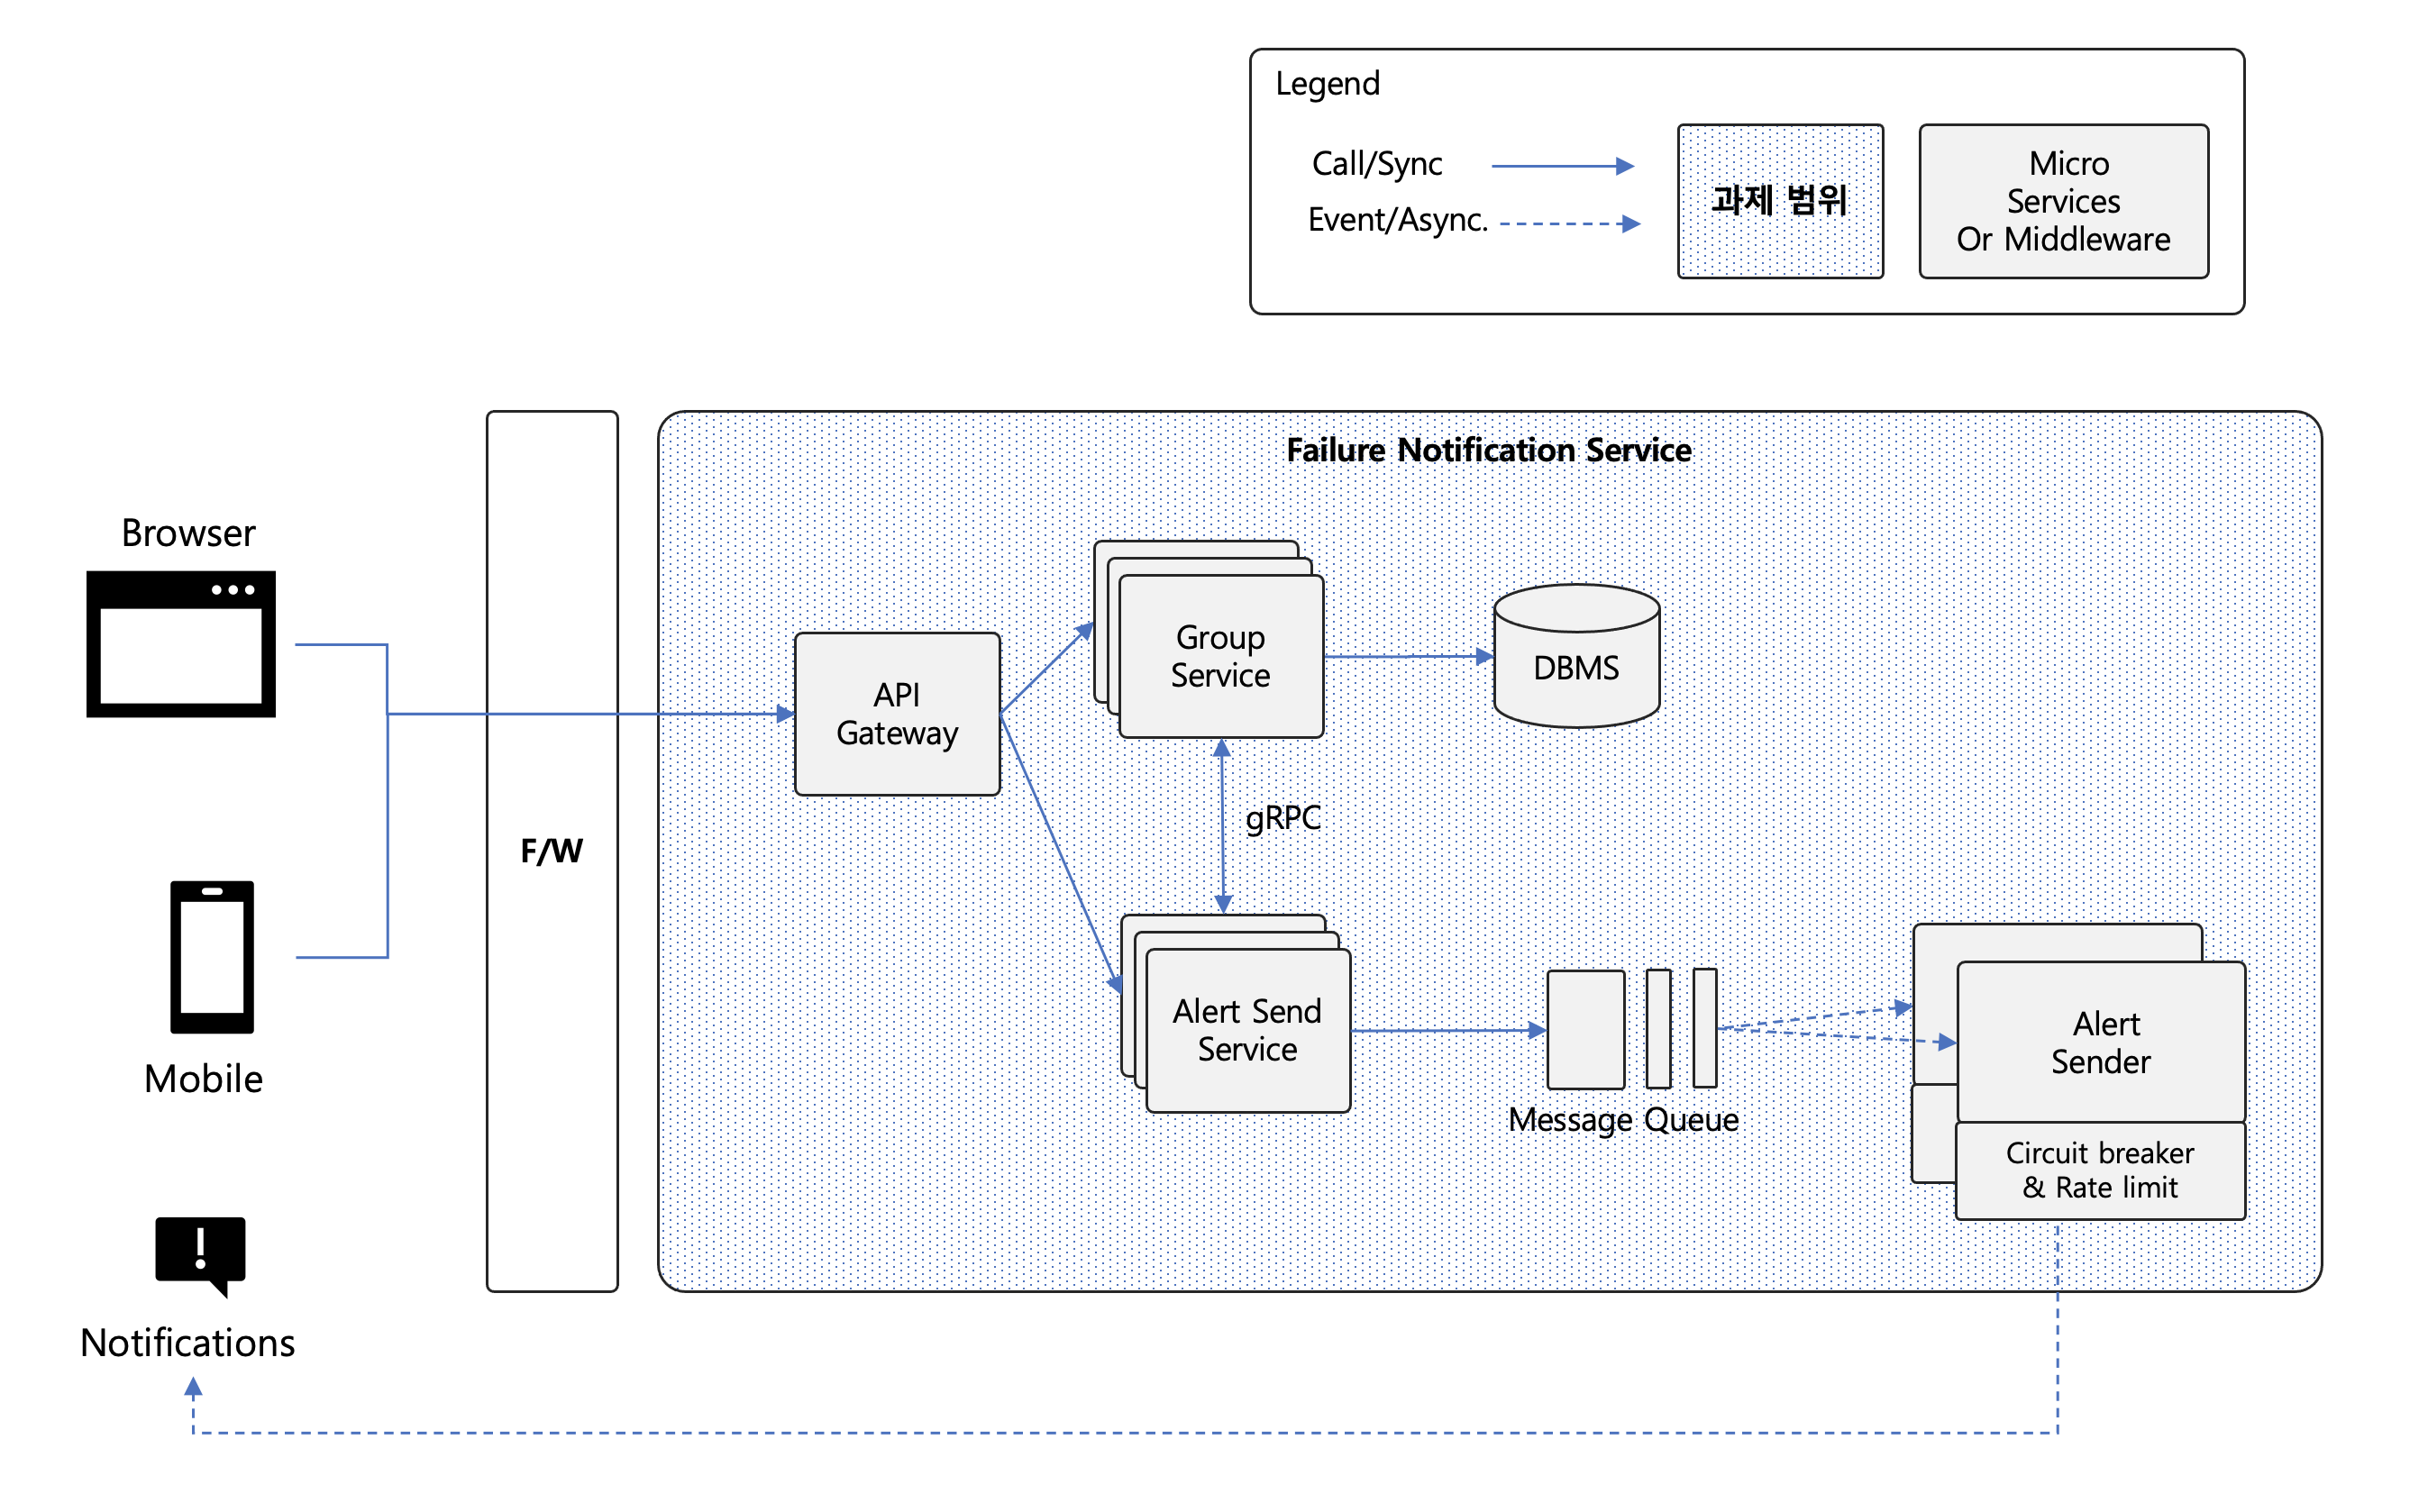 Legend
Call/Sync
Event/Async.
과제 범위
Micro
Services
Or Middleware
Failure Notification Service
Browser
Mobile
Notifications
F/W
API
Gateway
Group
Service
DBMS
gRPC
Alert Send
Service
Message Queue
Alert
Sender
Circuit breaker
& Rate limit